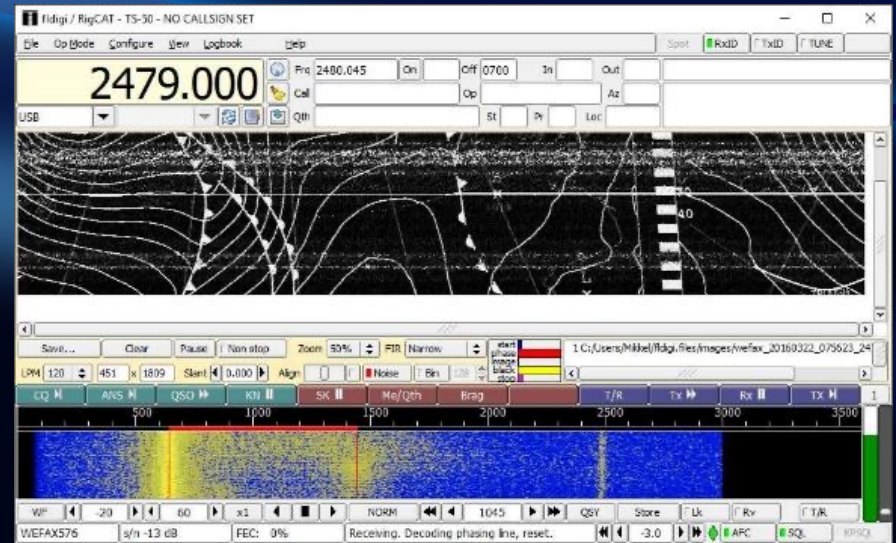 fldigi / RigCAT - TS-50 - NO CALLSIGN SET
File Op Mode Configure View Logbook Help Spot RxID TxID TUNE
2479.000
Frq 2480.045 On Off 0700 In Out
Cal Op Az
USB Qth St Pr Loc
40
Save... Clear Pause Non stop Zoom 50% FIR Narrow
start
phase
image
black
stop
1 C:/Users/Mikkel/fldigi.files/images/wefax_20160322_075623_24
LPM 120 451 x 1809 Slant 0.000 Align Noise Bin 128
CQ ANS QSO KN SK Me/Qth Brag T/R Tx Rx TX 1
500 1000 1500 2000 2500 3000 3500
WF -20 60 x1 NORM 1045 QSY Store Lk Rv T/R
WEFAX576 s/n -13 dB FEC: 0% Receiving. Decoding phasing line, reset. -3.0 AFC SQL KPSQL